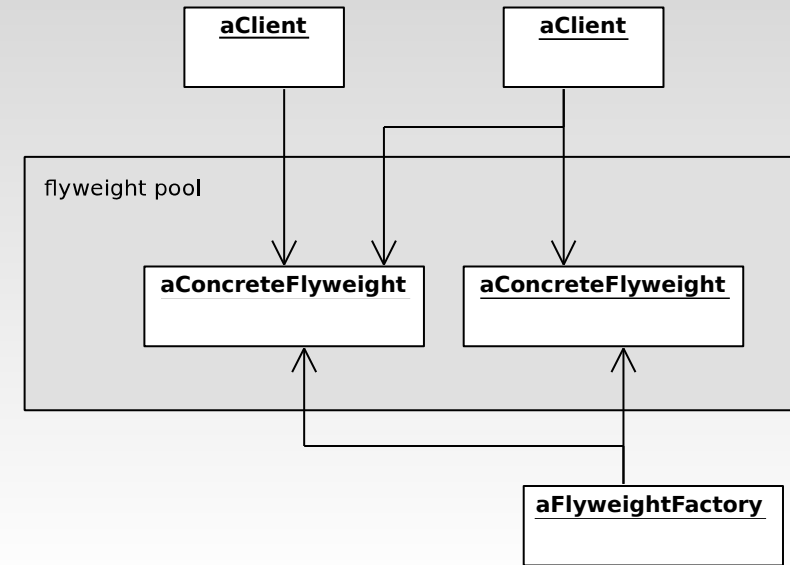 aClient
aClient
flyweight pool
aConcreteFlyweight
aConcreteFlyweight
aFlyweightFactory